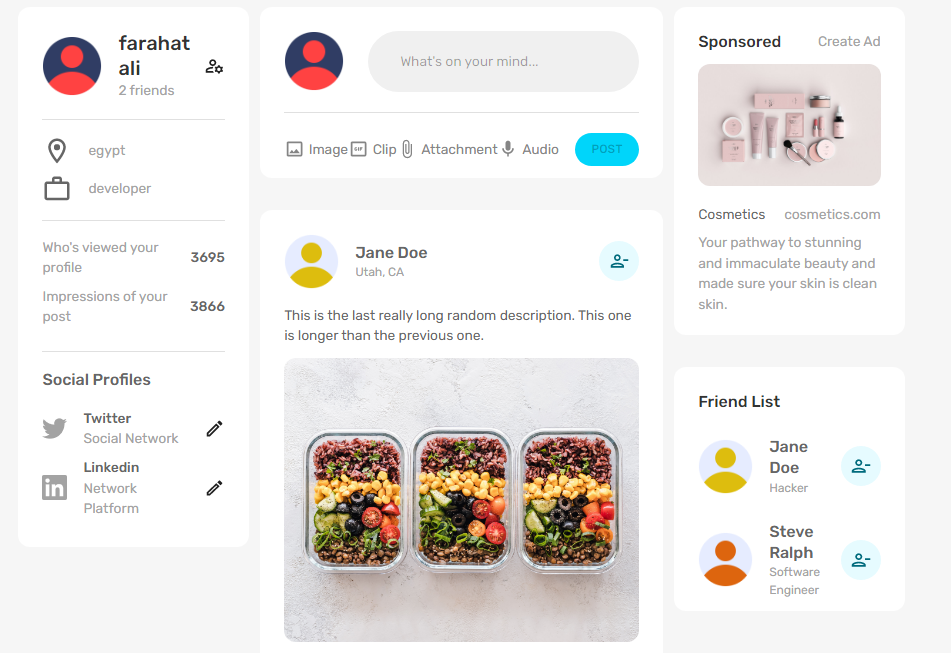 farahat
ali
2 friends
egypt
developer
Who's viewed your
profile
3695
Impressions of your
post
3866
Social Profiles
Twitter
Social Network
Linkedin
Network
Platform
What's on your mind...
Image
GIF
Clip
Attachment
Audio
POST
Jane Doe
Utah, CA
This is the last really long random description. This one
is longer than the previous one.
Sponsored
Create Ad
Cosmetics
cosmetics.com
Your pathway to stunning
and immaculate beauty and
made sure your skin is clean
skin.
Friend List
Jane
Doe
Hacker
Steve
Ralph
Software
Engineer